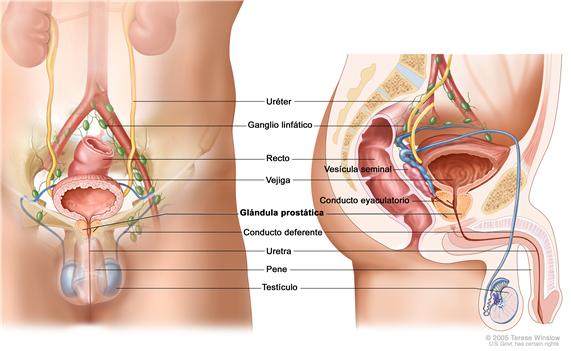 Uréter
Ganglio linfático
Recto
Vesícula seminal
Vejiga
Conducto eyaculatorio
Glándula prostática
Conducto deferente
Uretra
Pene
Testículo
© 2005 Terese Winslow
U.S. Govt. has certain rights